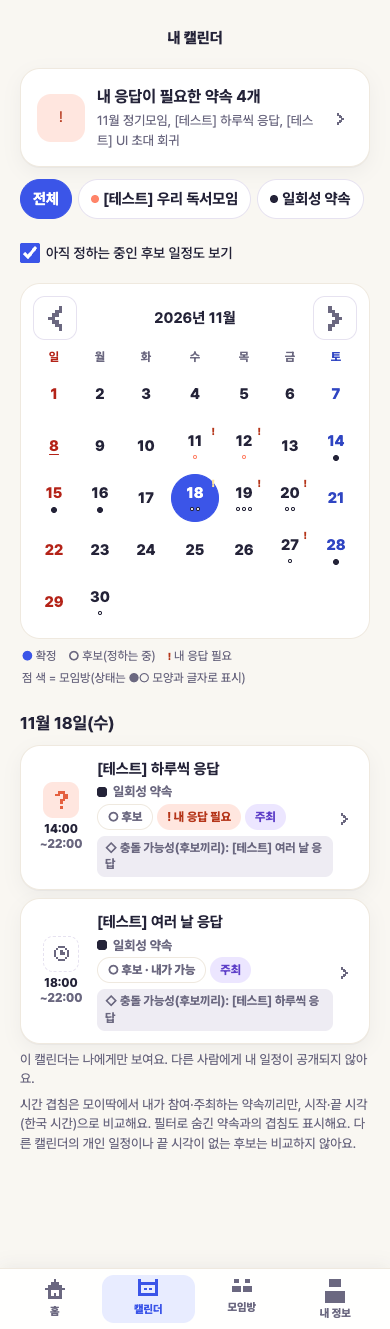 내 캘린더
!
내 응답이 필요한 약속 4개
11월 정기모임, [테스트] 하루씩 응답, [테스
트] UI 초대 회귀
전체
[테스트] 우리 독서모임
일회성 약속
아직 정하는 중인 후보 일정도 보기
2026년 11월
일 월 화 수 목 금 토
1 2 3 4 5 6 7
8 9 10 11 ! 12 ! 13 14
15 16 17 18 ! 19 ! 20 ! 21
22 23 24 25 26 27 ! 28
29 30
● 확정 ○ 후보(정하는 중) ! 내 응답 필요
점 색 = 모임방(상태는 ●○ 모양과 글자로 표시)
11월 18일(수)
[테스트] 하루씩 응답
일회성 약속
?
14:00
~22:00
○ 후보 ! 내 응답 필요 주최
◇ 충돌 가능성(후보끼리): [테스트] 여러 날 응
답
[테스트] 여러 날 응답
일회성 약속
18:00
~22:00
○ 후보 · 내가 가능 주최
◇ 충돌 가능성(후보끼리): [테스트] 하루씩 응
답
이 캘린더는 나에게만 보여요. 다른 사람에게 내 일정이 공개되지 않아
요.
시간 겹침은 모이딱에서 내가 참여·주최하는 약속끼리만, 시작·끝 시각
(한국 시간)으로 비교해요. 필터로 숨긴 약속과의 겹침도 표시해요. 다
른 캘린더의 개인 일정이나 끝 시각이 없는 후보는 비교하지 않아요.
홈
캘린더
모임방
내 정보